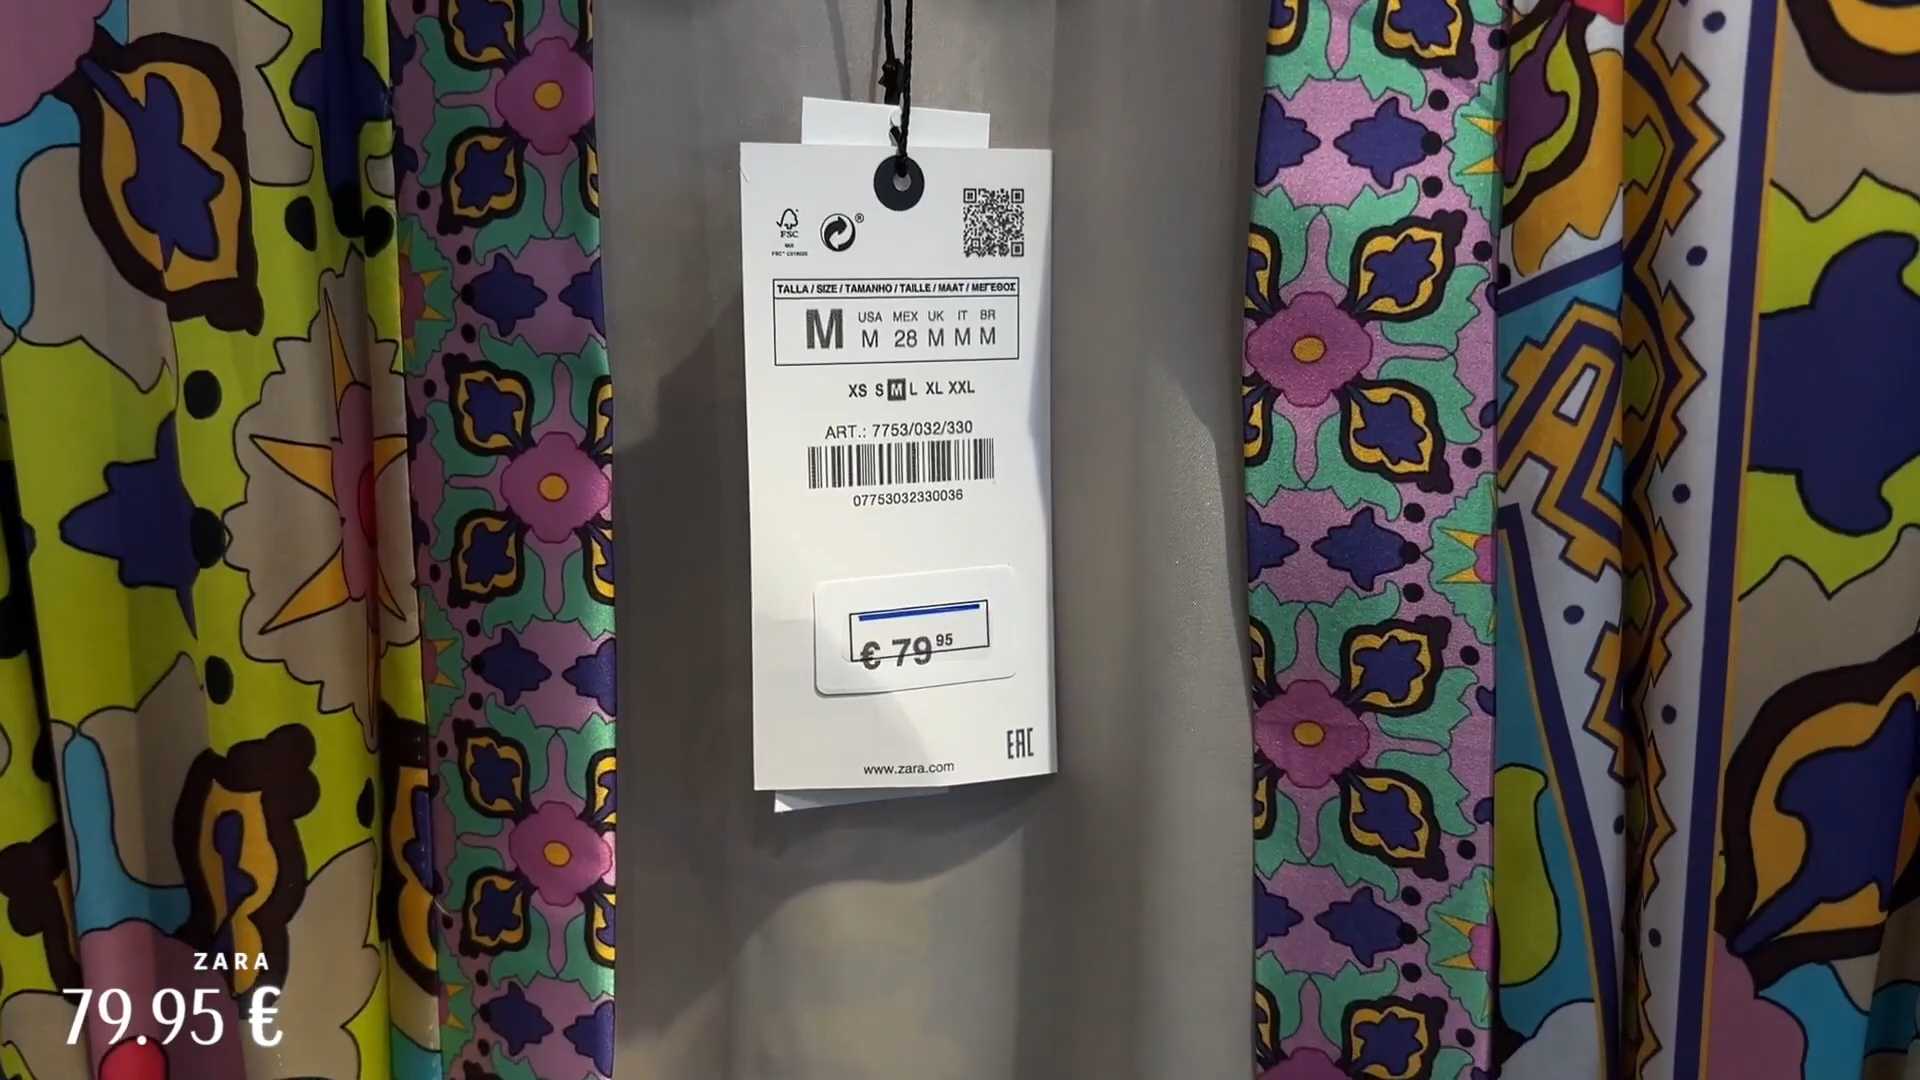 FSC
MIX
®
TALLA / SIZE / TAMANHO / TAILLE / MAAT / ΜΕΓΕΘΟΣ
M
USA MEX UK IT BR
M 28 M M M
XS S M L XL XXL
ART.: 7753/032/330
07753032330036
€ 79 95
www.zara.com
EAC
ZARA
79.95 €